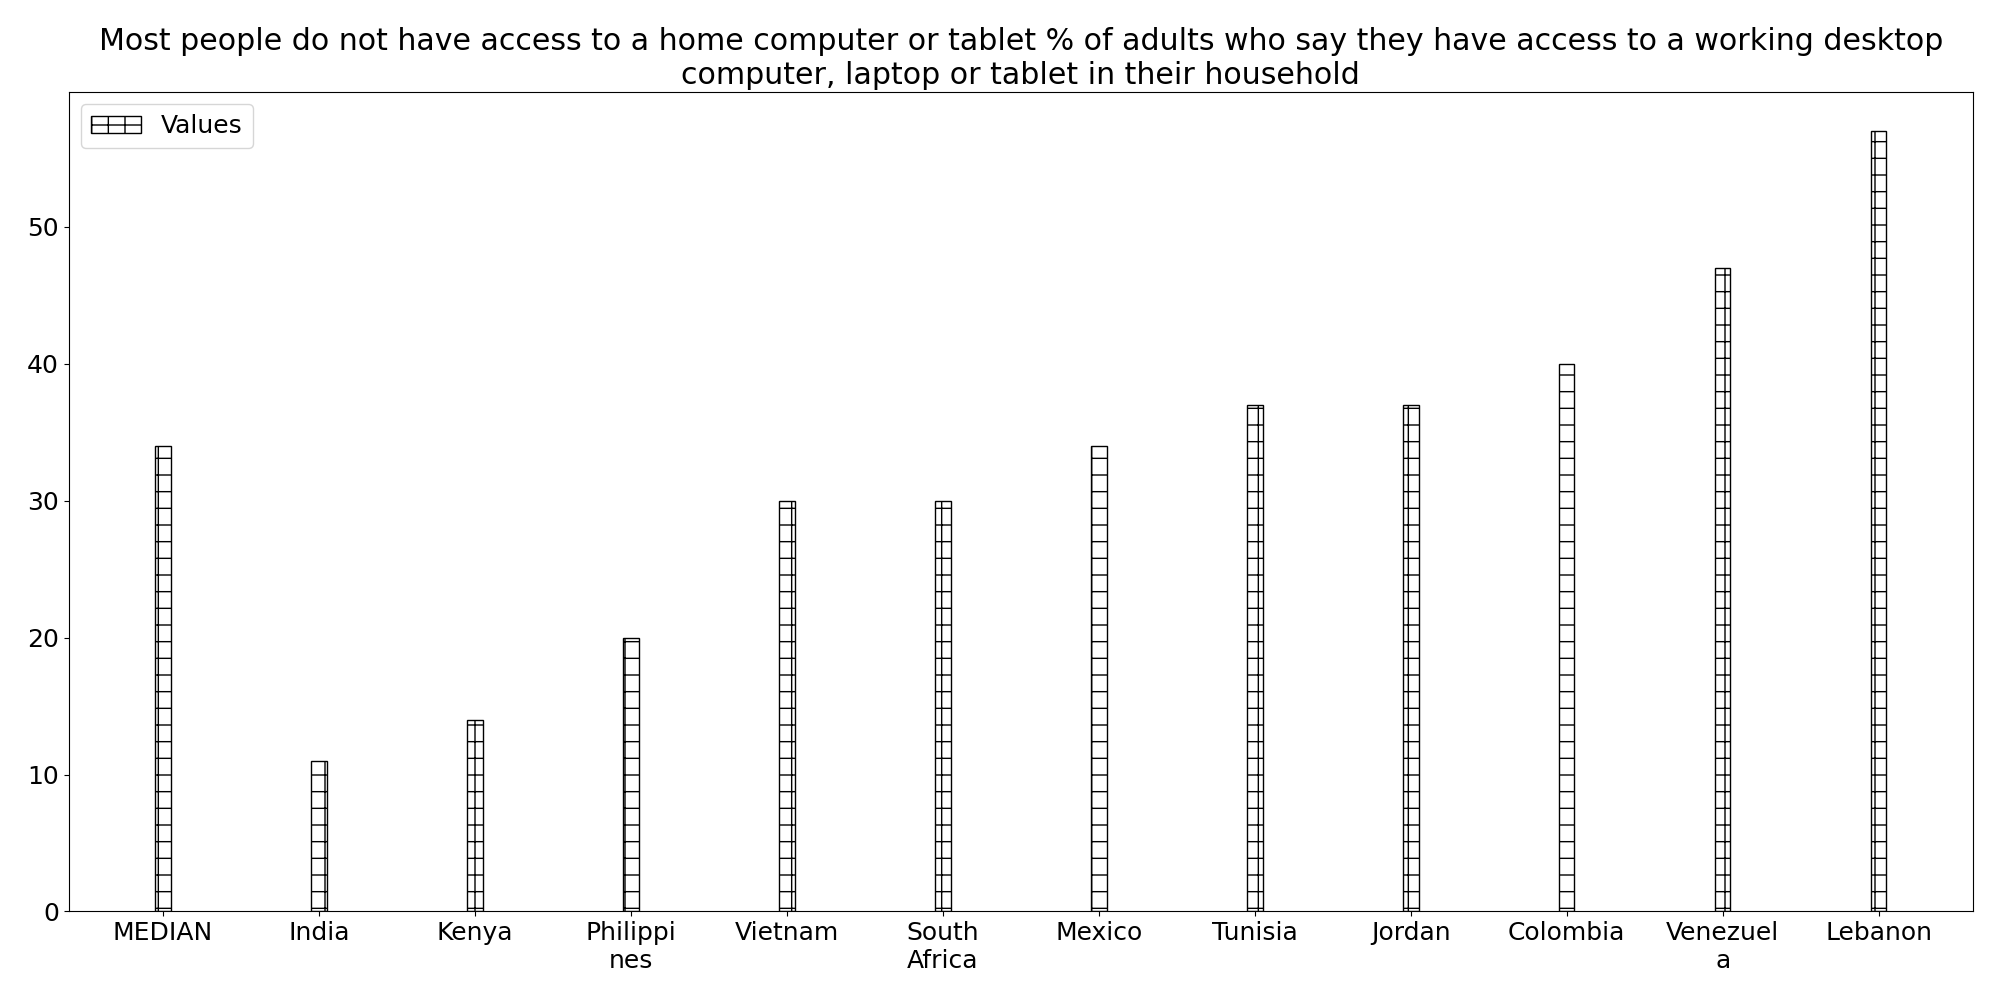 Most people do not have access to a home computer or tablet % of adults who say they have access to a working desktop
computer, laptop or tablet in their household
Values
50
40
30
20
10
0
MEDIAN India Kenya Philippi Vietnam South Mexico Tunisia Jordan Colombia Venezuel Lebanon
nes Africa a